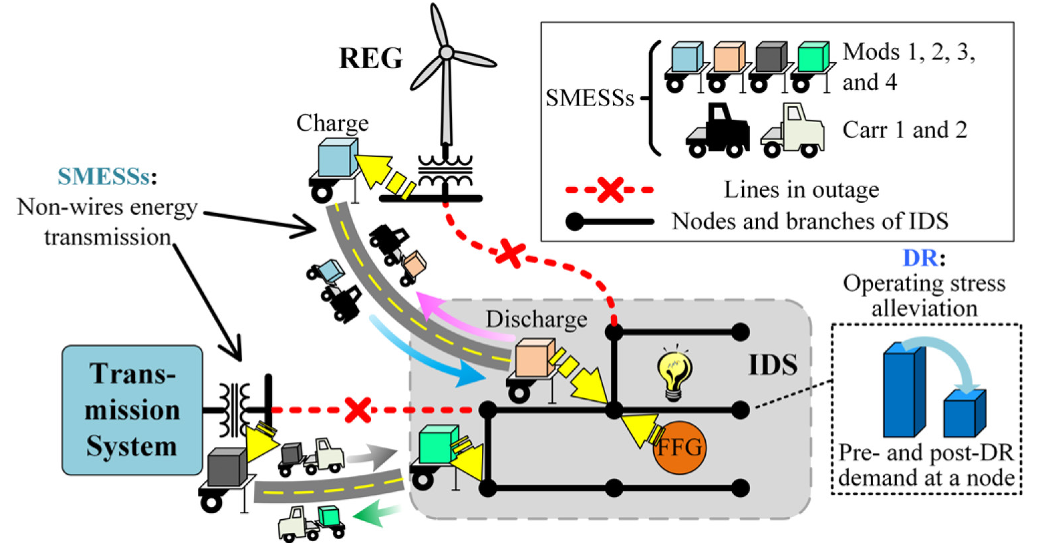 REG
Charge
SMESSs
Mods 1, 2, 3,
and 4
Carr 1 and 2
Lines in outage
Nodes and branches of IDS
SMESSs:
Non-wires energy
transmission
DR:
Operating stress
alleviation
Discharge
IDS
Trans-
mission
System
FFG
Pre- and post-DR
demand at a node